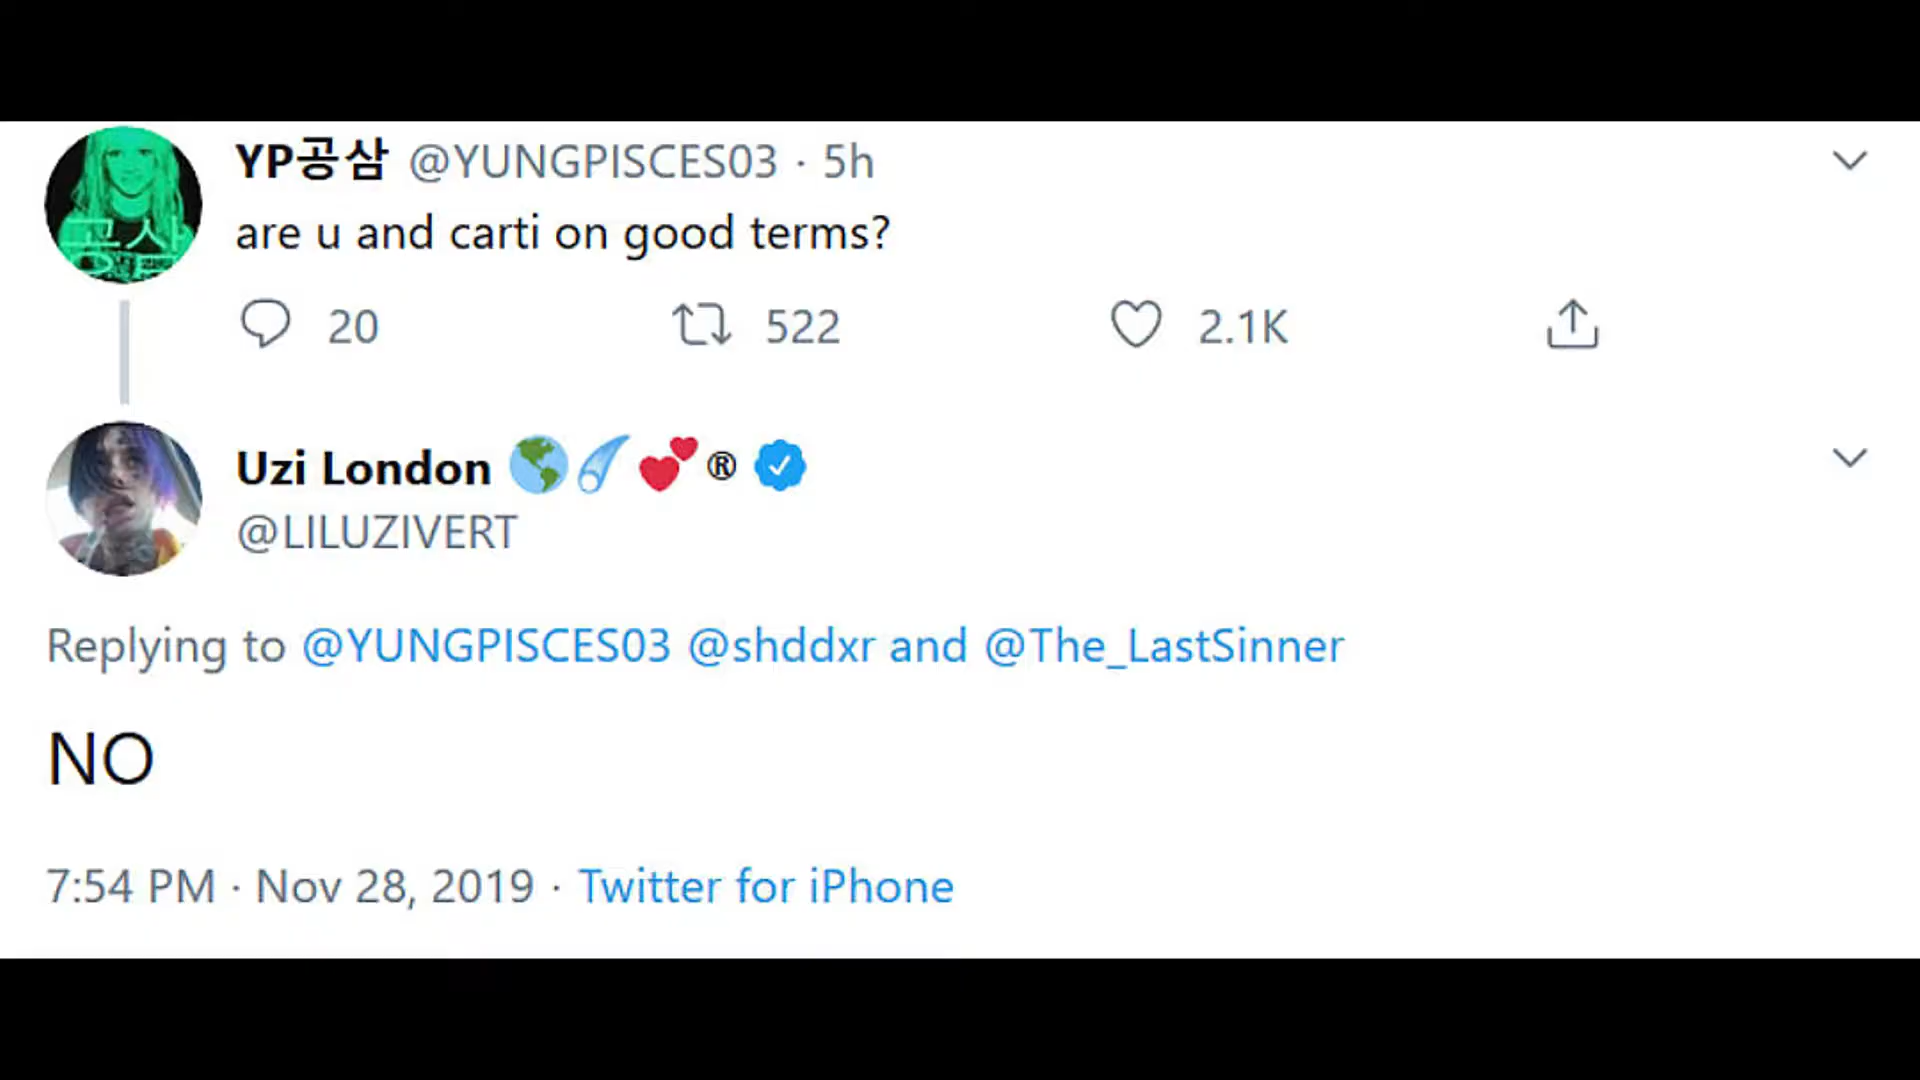 YP공삼 @YUNGPISCES03 · 5h
are u and carti on good terms?
20 522 2.1K
Uzi London 🌎☄️💕®
@LILUZIVERT
Replying to @YUNGPISCES03 @shddxr and @The_LastSinner
NO
7:54 PM · Nov 28, 2019 · Twitter for iPhone